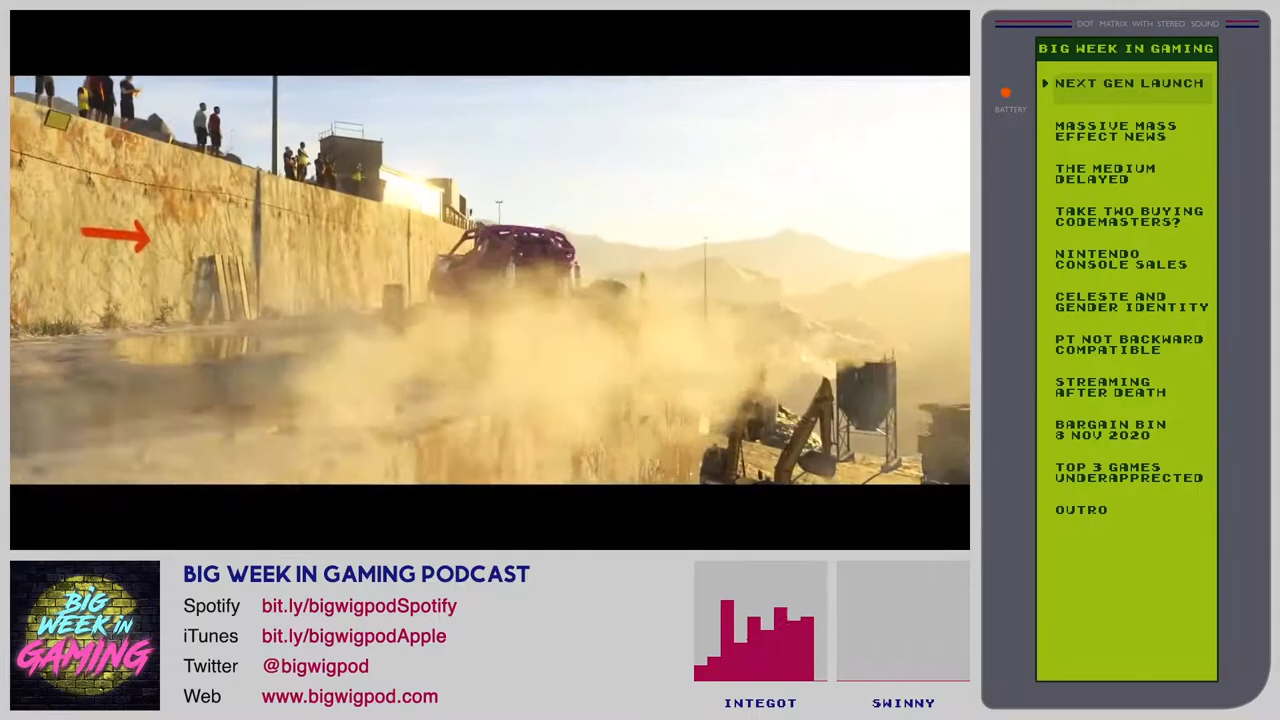 DOT MATRIX WITH STEREO SOUND
BATTERY
BIG WEEK IN GAMING
NEXT GEN LAUNCH
MASSIVE MASS
EFFECT NEWS
THE MEDIUM
DELAYED
TAKE TWO BUYING
CODEMASTERS?
NINTENDO
CONSOLE SALES
CELESTE AND
GENDER IDENTITY
PT NOT BACKWARD
COMPATIBLE
STREAMING
AFTER DEATH
BARGAIN BIN
8 NOV 2020
TOP 3 GAMES
UNDERAPPRECTED
OUTRO
BIG
WEEK IN
GAMING
BIG WEEK IN GAMING PODCAST
Spotify bit.ly/bigwigpodSpotify
iTunes bit.ly/bigwigpodApple
Twitter @bigwigpod
Web www.bigwigpod.com
INTEGOT
SWINNY